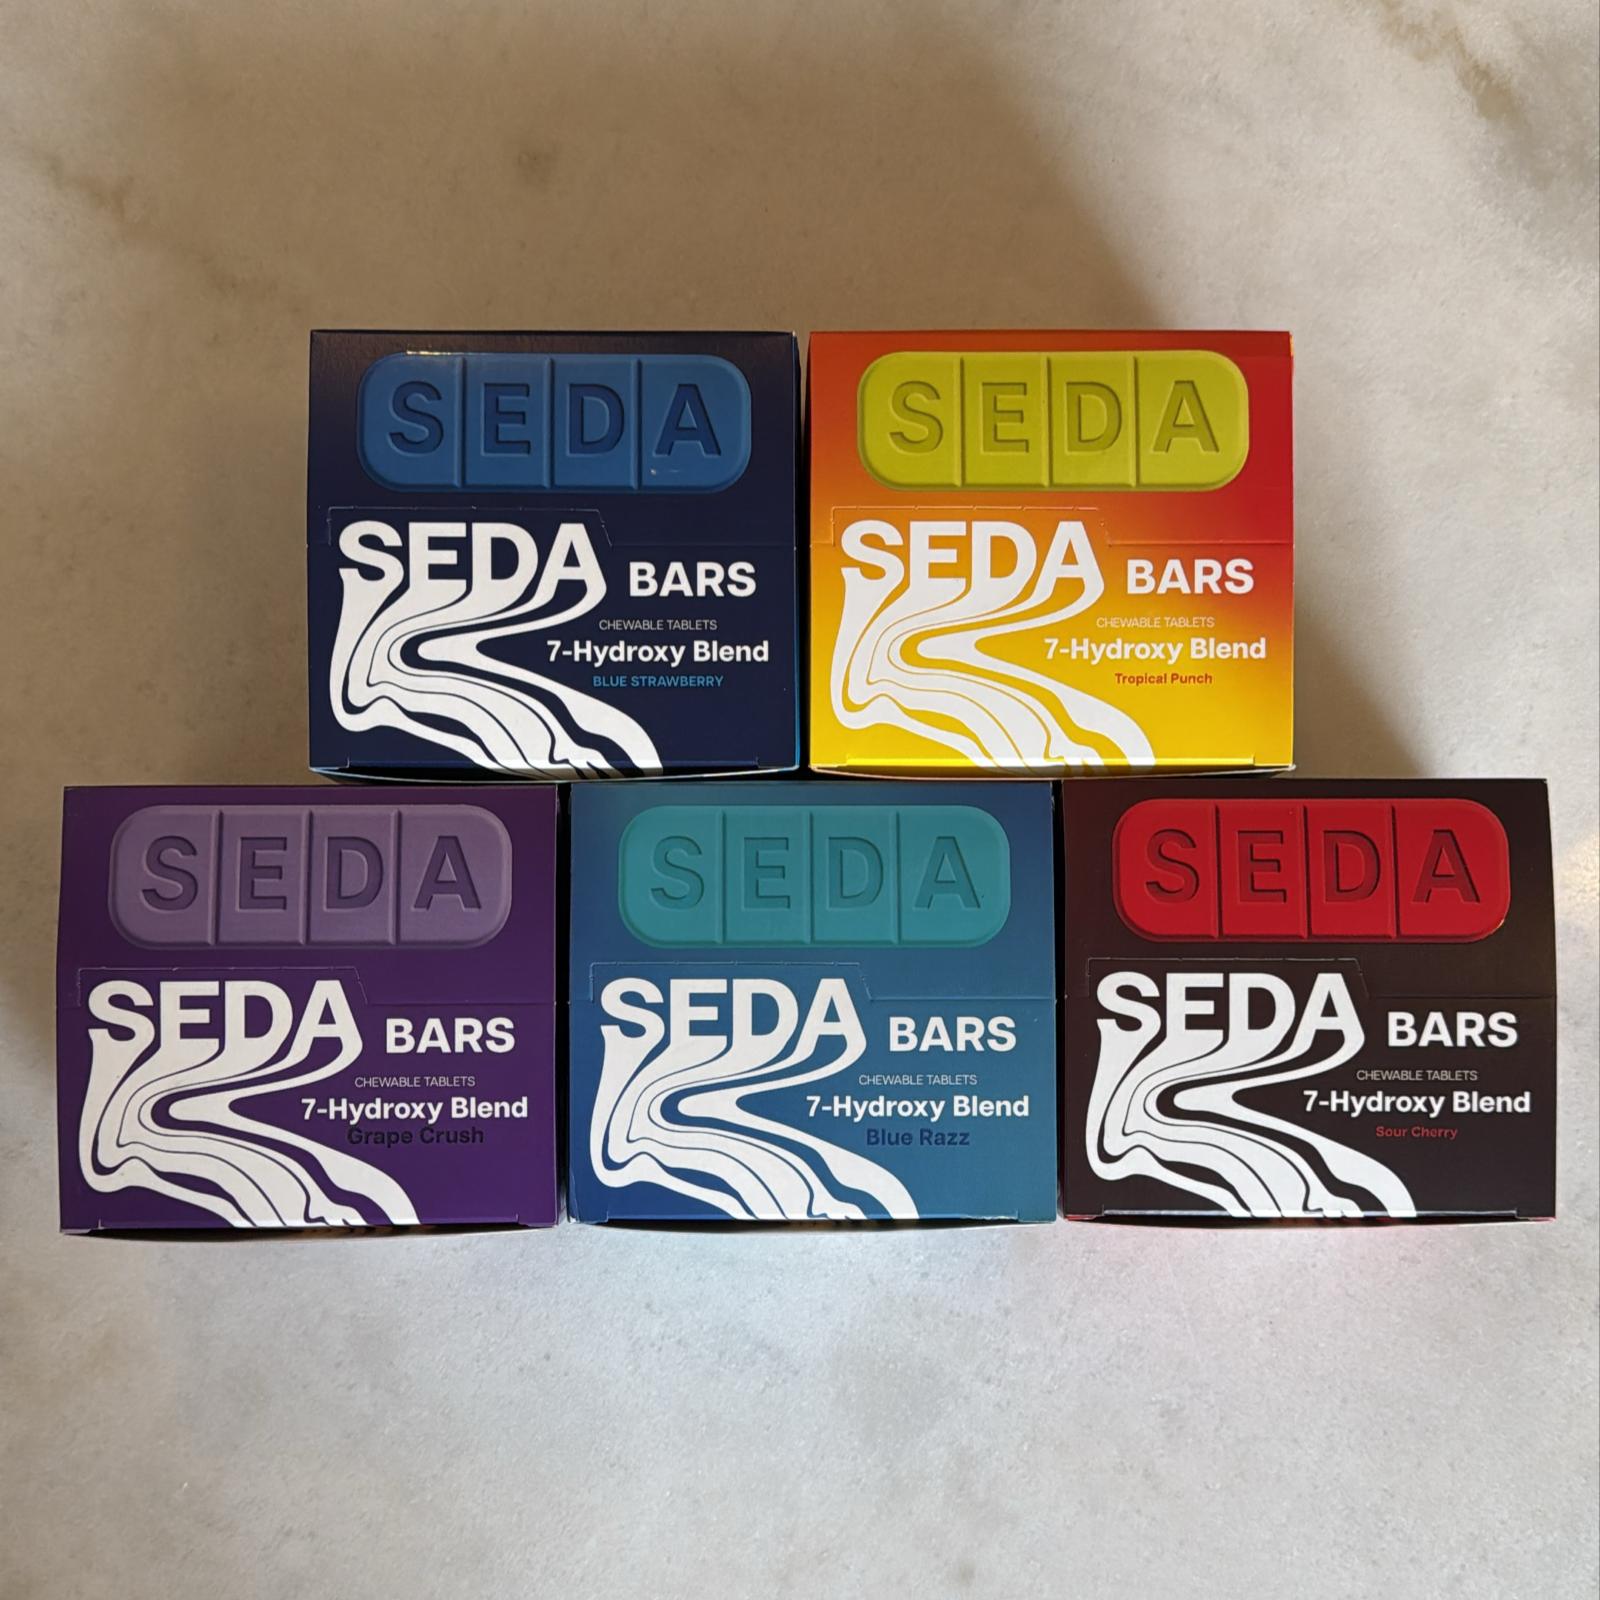 SEDA
SEDA BARS
CHEWABLE TABLETS
7-Hydroxy Blend
BLUE STRAWBERRY
SEDA
SEDA BARS
CHEWABLE TABLETS
7-Hydroxy Blend
Tropical Punch
SEDA
SEDA BARS
CHEWABLE TABLETS
7-Hydroxy Blend
Grape Crush
SEDA
SEDA BARS
CHEWABLE TABLETS
7-Hydroxy Blend
Blue Razz
SEDA
SEDA BARS
CHEWABLE TABLETS
7-Hydroxy Blend
Sour Cherry